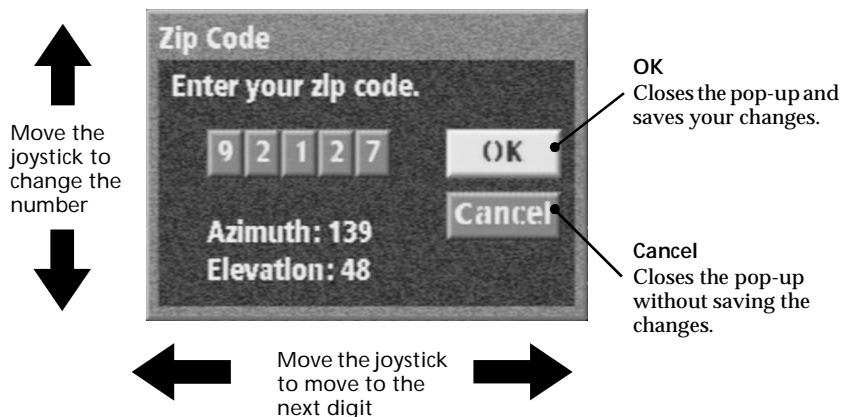 Zip Code
Enter your zip code.
9 2 1 2 7
OK
Cancel
Azimuth: 139
Elevation: 48
Move the
joystick to
change the
number
OK
Closes the pop-up and
saves your changes.
Cancel
Closes the pop-up
without saving the
changes.
Move the joystick
to move to the
next digit